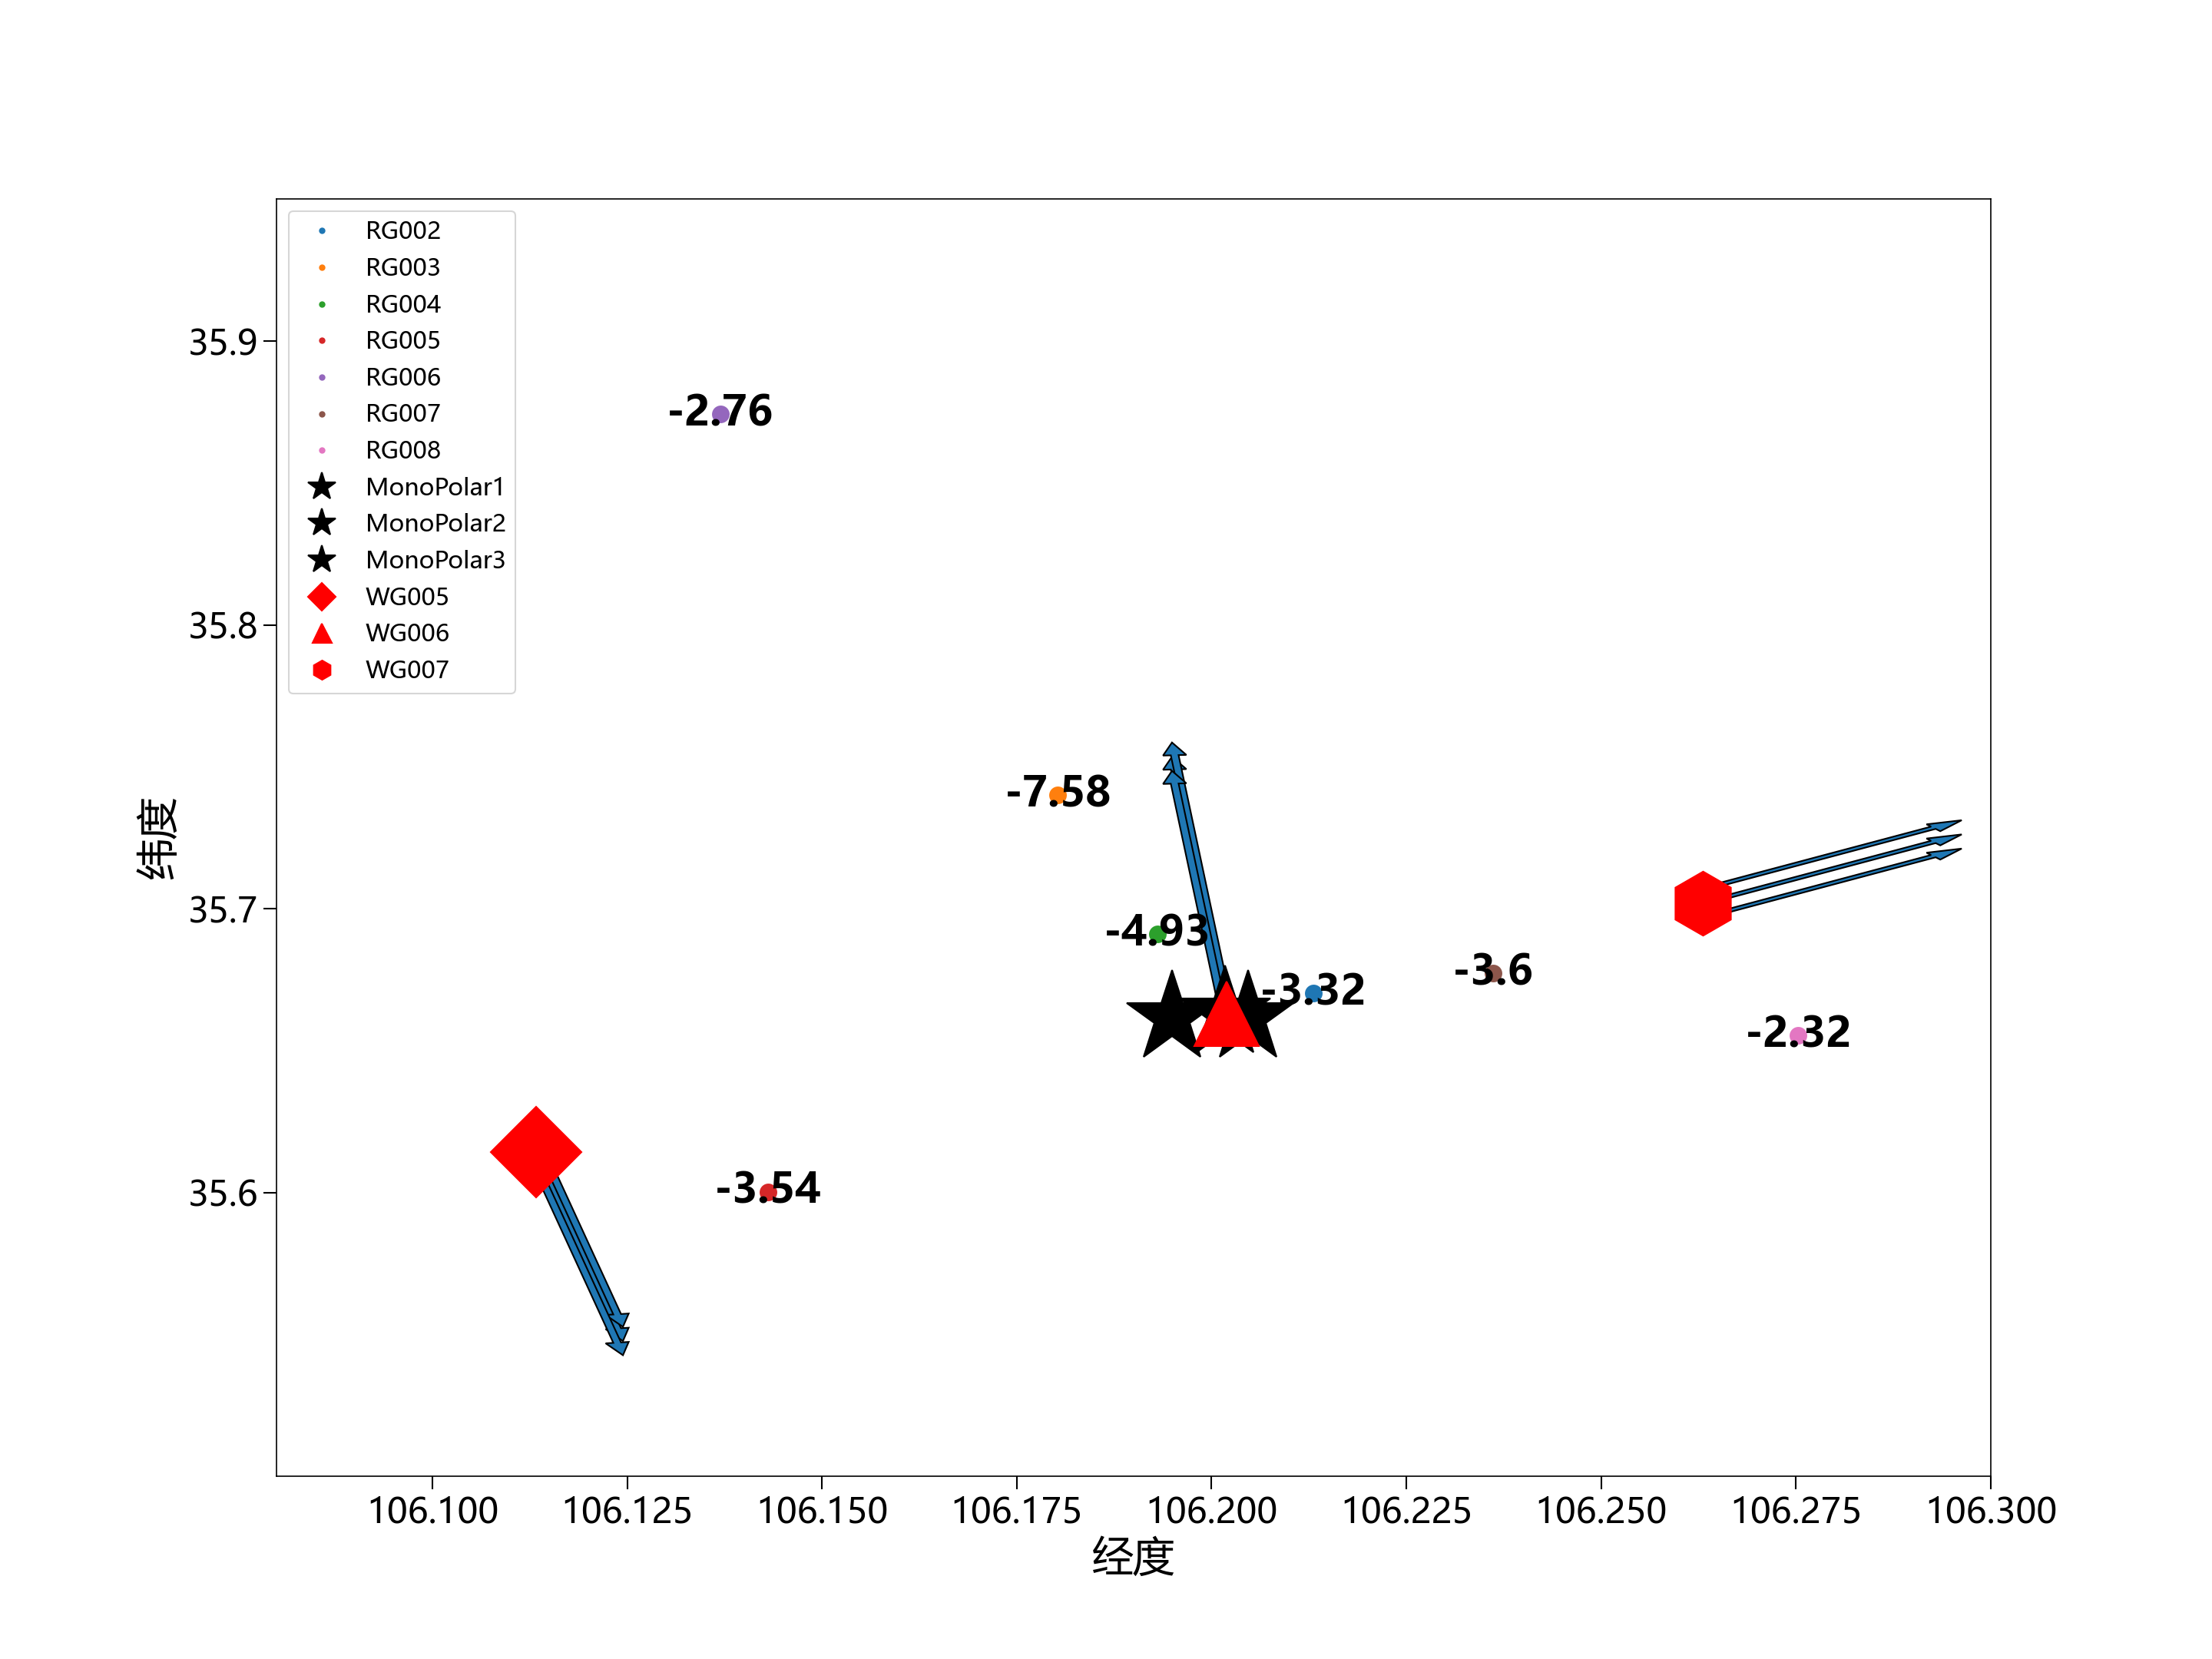 RG002
RG003
RG004
RG005
RG006
RG007
RG008
MonoPolar1
MonoPolar2
MonoPolar3
WG005
WG006
WG007
35.9
35.8
35.7
35.6
纬度
-2.76
-7.58
-4.93
-3.32
-3.6
-2.32
-3.54
106.100
106.125
106.150
106.175
106.200
106.225
106.250
106.275
106.300
经度